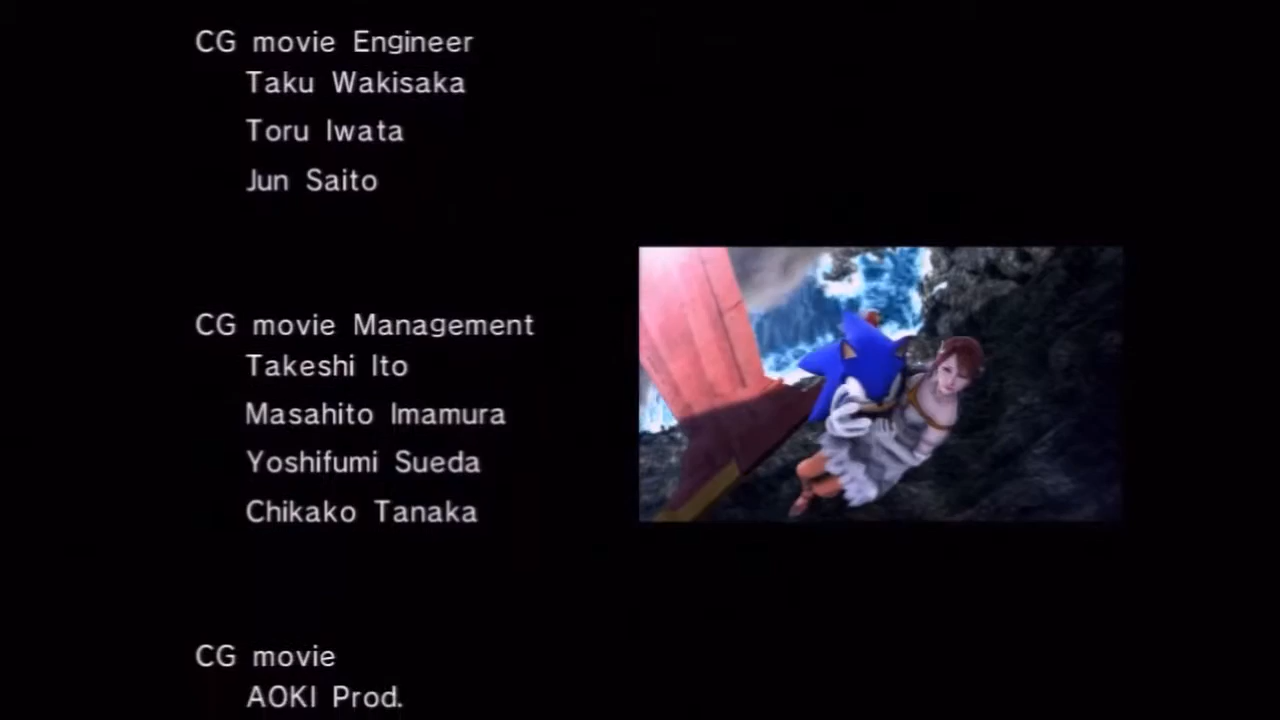 CG movie Engineer
Taku Wakisaka
Toru Iwata
Jun Saito
CG movie Management
Takeshi Ito
Masahito Imamura
Yoshifumi Sueda
Chikako Tanaka
CG movie
AOKI Prod.